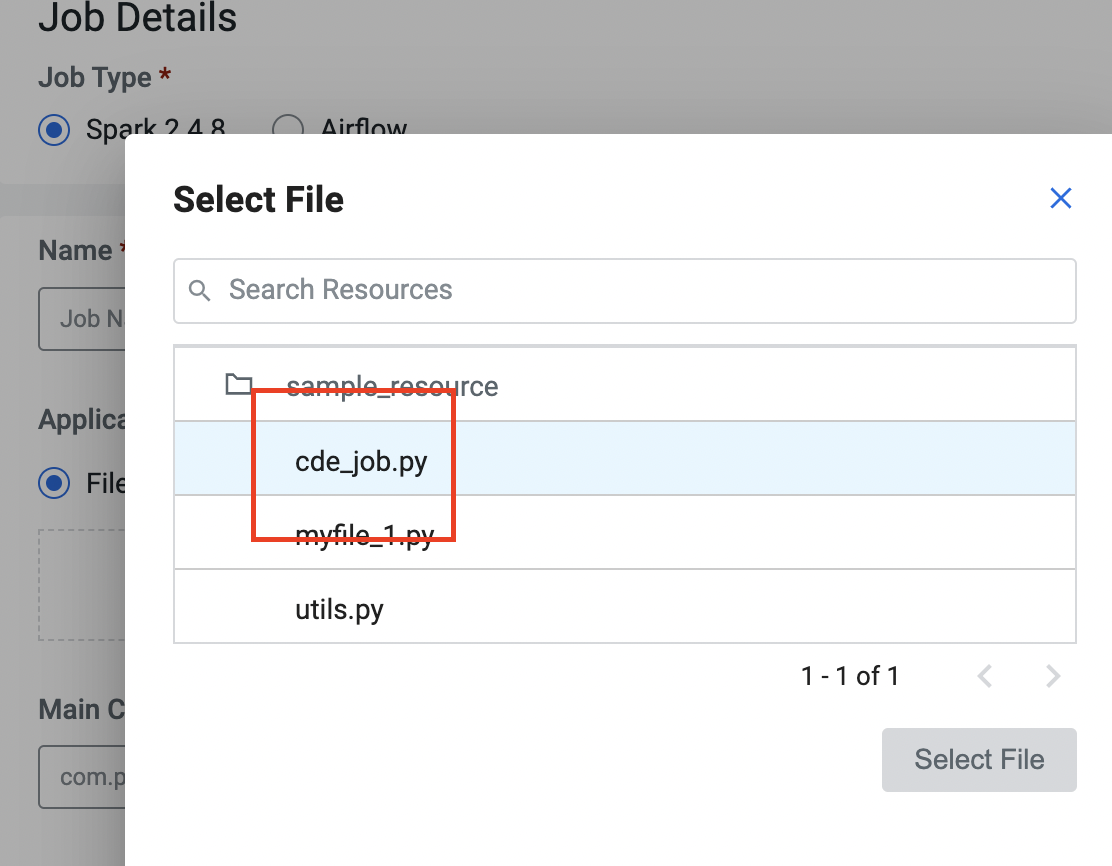 Job Details
Job Type *
Spark 2.4.8 Airflow
Select File
Name *
Search Resources
Job N
sample_resource
Applica
cde_job.py
File
myfile_1.py
utils.py
1 - 1 of 1
Main C
Select File
com.p